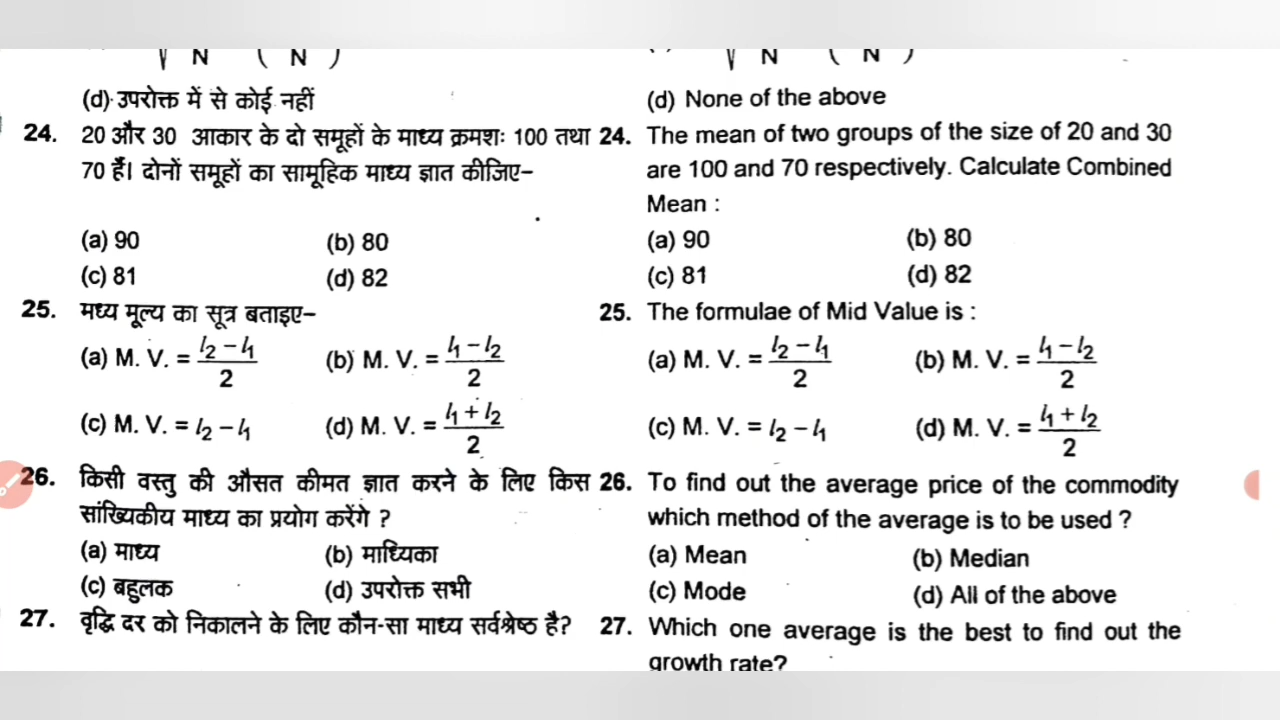 √ N ( N )
(d) उपरोक्त में से कोई नहीं
24. 20 और 30 आकार के दो समूहों के माध्य क्रमशः 100 तथा
70 हैं। दोनों समूहों का सामूहिक माध्य ज्ञात कीजिए–
(a) 90 (b) 80
(c) 81 (d) 82
25. मध्य मूल्य का सूत्र बताइए–
(a) M. V. = (l₂ – l₁)/2 (b) M. V. = (l₁ – l₂)/2
(c) M. V. = l₂ – l₁ (d) M. V. = (l₁ + l₂)/2
26. किसी वस्तु की औसत कीमत ज्ञात करने के लिए किस
सांख्यिकीय माध्य का प्रयोग करेंगे ?
(a) माध्य (b) माध्यिका
(c) बहुलक (d) उपरोक्त सभी
27. वृद्धि दर को निकालने के लिए कौन-सा माध्य सर्वश्रेष्ठ है?
√ N ( N )
(d) None of the above
24. The mean of two groups of the size of 20 and 30
are 100 and 70 respectively. Calculate Combined
Mean :
(a) 90 (b) 80
(c) 81 (d) 82
25. The formulae of Mid Value is :
(a) M. V. = (l₂ – l₁)/2 (b) M. V. = (l₁ – l₂)/2
(c) M. V. = l₂ – l₁ (d) M. V. = (l₁ + l₂)/2
26. To find out the average price of the commodity
which method of the average is to be used ?
(a) Mean (b) Median
(c) Mode (d) All of the above
27. Which one average is the best to find out the
growth rate?